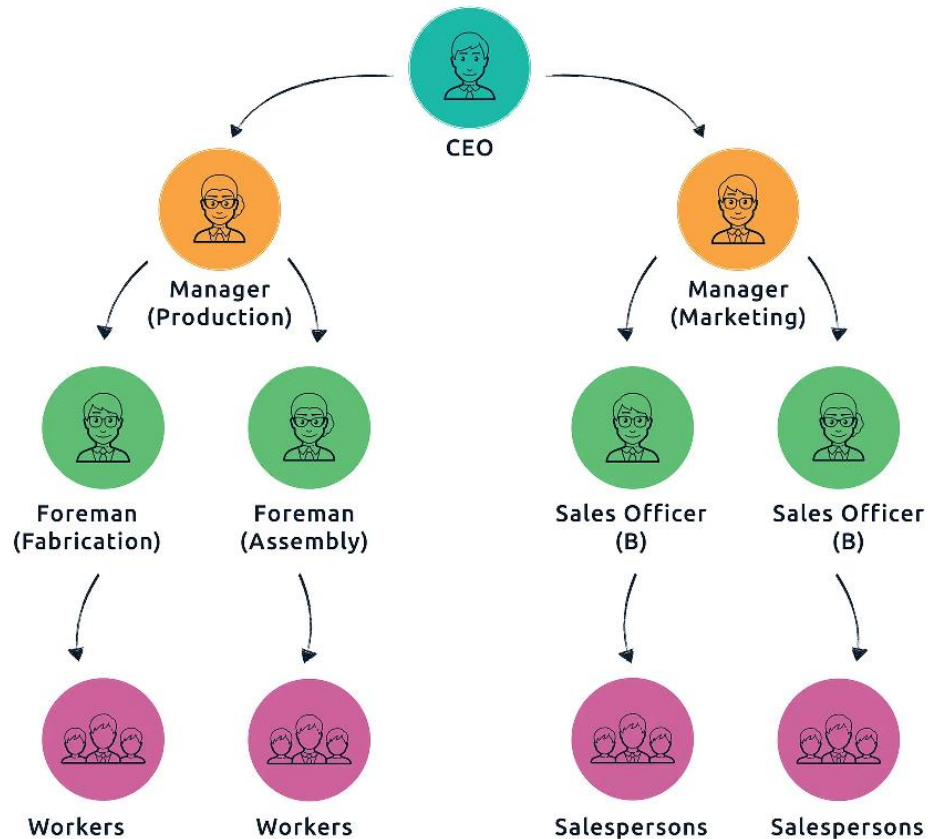 CEO
Manager
(Production)
Manager
(Marketing)
Foreman
(Fabrication)
Foreman
(Assembly)
Sales Officer
(B)
Sales Officer
(B)
Workers
Workers
Salespersons
Salespersons